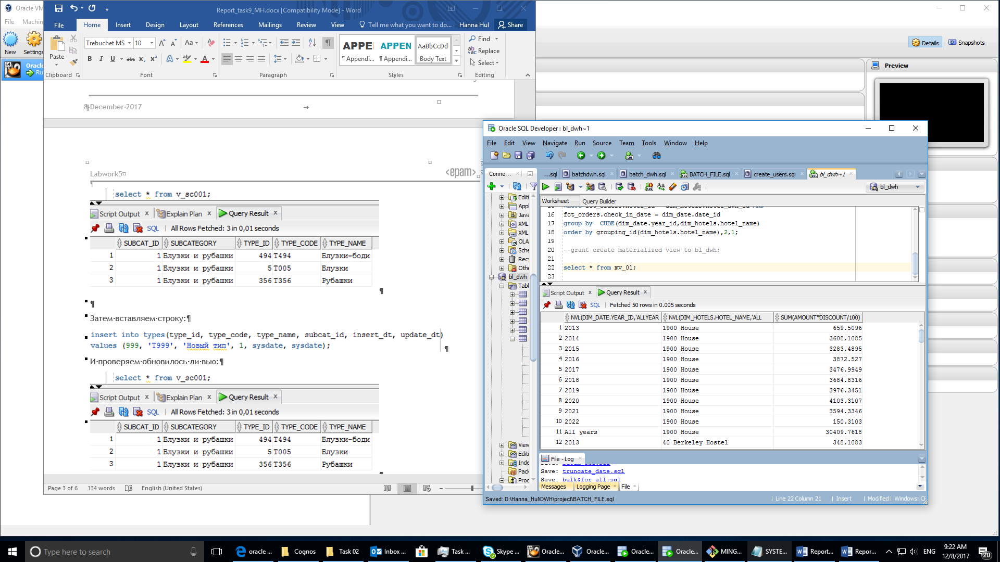 Oracle VM
File
Machin
New
Settings
Oracle
Ru
Details
Snapshots
Preview
Report_task9_MH.docx [Compatibility Mode] - Word
File
Home
Insert
Design
Layout
References
Mailings
Review
View
Tell me what you want to do...
Hanna Hul
Share
Paste
Trebuchet MS
10
Find
Replace
Select
¶ Appendi...
¶ Appendi...
AaBbCcDd
Body Text
Clipboard
Font
Paragraph
Styles
Editing
8 December·2017
Labwork5¤
<epam>
select * from v_sc001;
Script Output x
Explain Plan x
Query Result x
SQL | All Rows Fetched: 3 in 0,01 seconds
SUBCAT_ID SUBCATEGORY TYPE_ID TYPE_CODE TYPE_NAME
1 1 Блузки и рубашки 494 T494 Блузки-боди
2 1 Блузки и рубашки 5 T005 Блузки
3 1 Блузки и рубашки 356 T356 Рубашки
¶
¶
Затем·вставляем·строку:¶
insert into types(type_id, type_code, type_name, subcat_id, insert_dt, update_dt)
values (999, 'T999', 'Новый тип', 1, sysdate, sysdate); ¶
И·проверяем·обновилось·ли·вью:¶
select * from v_sc001;
Script Output x
Explain Plan x
Query Result x
SQL | All Rows Fetched: 3 in 0,01 seconds
SUBCAT_ID SUBCATEGORY TYPE_ID TYPE_CODE TYPE_NAME
1 1 Блузки и рубашки 494 T494 Блузки-боди
2 1 Блузки и рубашки 5 T005 Блузки
3 1 Блузки и рубашки 356 T356 Рубашки
Page 3 of 6
134 words
English (United States)
Oracle SQL Developer : bl_dwh~1
File Edit View Navigate Run Source Team Tools Window Help
Conne...
...sql
batchdwh.sql
batch_dwh.sql
BATCH_FILE.sql
create_users.sql
bl_dwh~1
bl_dwh
Worksheet
Query Builder
Editi
Appl
Java
XML
XML
OLA
Sche
Recy
Othe
bl_dwh
Tabl
View
Editi
Inde
Pack
Proc
16 fct_orders.check_in_date = dim_date.date_id
17 group by CUBE(dim_date.year_id,dim_hotels.hotel_name)
18 order by grouping_id(dim_hotels.hotel_name),2,1;
19
20 --grant create materialized view to bl_dwh;
21
22 select * from mv_01;
23
Script Output x
Query Result x
SQL | Fetched 50 rows in 0.005 seconds
NVL(DIM_DATE.YEAR_ID,'ALLYEAR NVL(DIM_HOTELS.HOTEL_NAME,'ALL SUM(AMOUNT*DISCOUNT/100)
1 2013 1900 House 659.5096
2 2014 1900 House 3608.1085
3 2015 1900 House 3283.4895
4 2016 1900 House 3872.527
5 2017 1900 House 3476.9949
6 2018 1900 House 3684.8316
7 2019 1900 House 3976.3451
8 2020 1900 House 4103.3107
9 2021 1900 House 3594.3346
10 2022 1900 House 150.3103
11 All years 1900 House 30409.7618
12 2013 40 Berkeley Hostel 348.1083
File - Log
Save: truncate_date.sql
Save: bulk&for_all.sql
Messages
Logging Page
File
Saved: D:\Hanna_Hul\DWH\project\BATCH_FILE.sql
Line 22 Column 21
Insert
Modified
Windows: CF
Type here to search
oracle ...
Cognos
Task 02
Inbox ...
Task ...
Skype ...
Oracle...
Oracle...
Oracle...
Oracle...
MING...
SYSTE...
Report...
Repor...
ENG
9:22 AM
12/8/2017
20